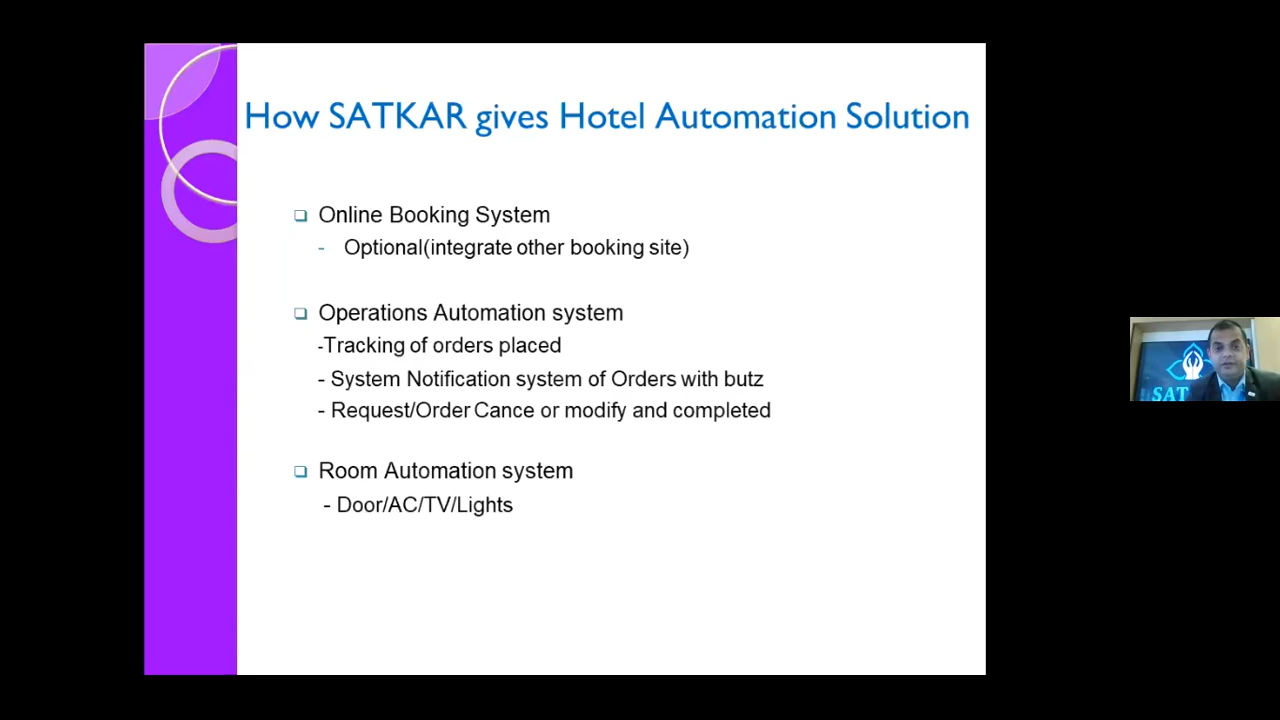 How SATKAR gives Hotel Automation Solution
❑ Online Booking System
- Optional(integrate other booking site)
❑ Operations Automation system
-Tracking of orders placed
- System Notification system of Orders with butz
- Request/Order Cance or modify and completed
❑ Room Automation system
- Door/AC/TV/Lights
SAT